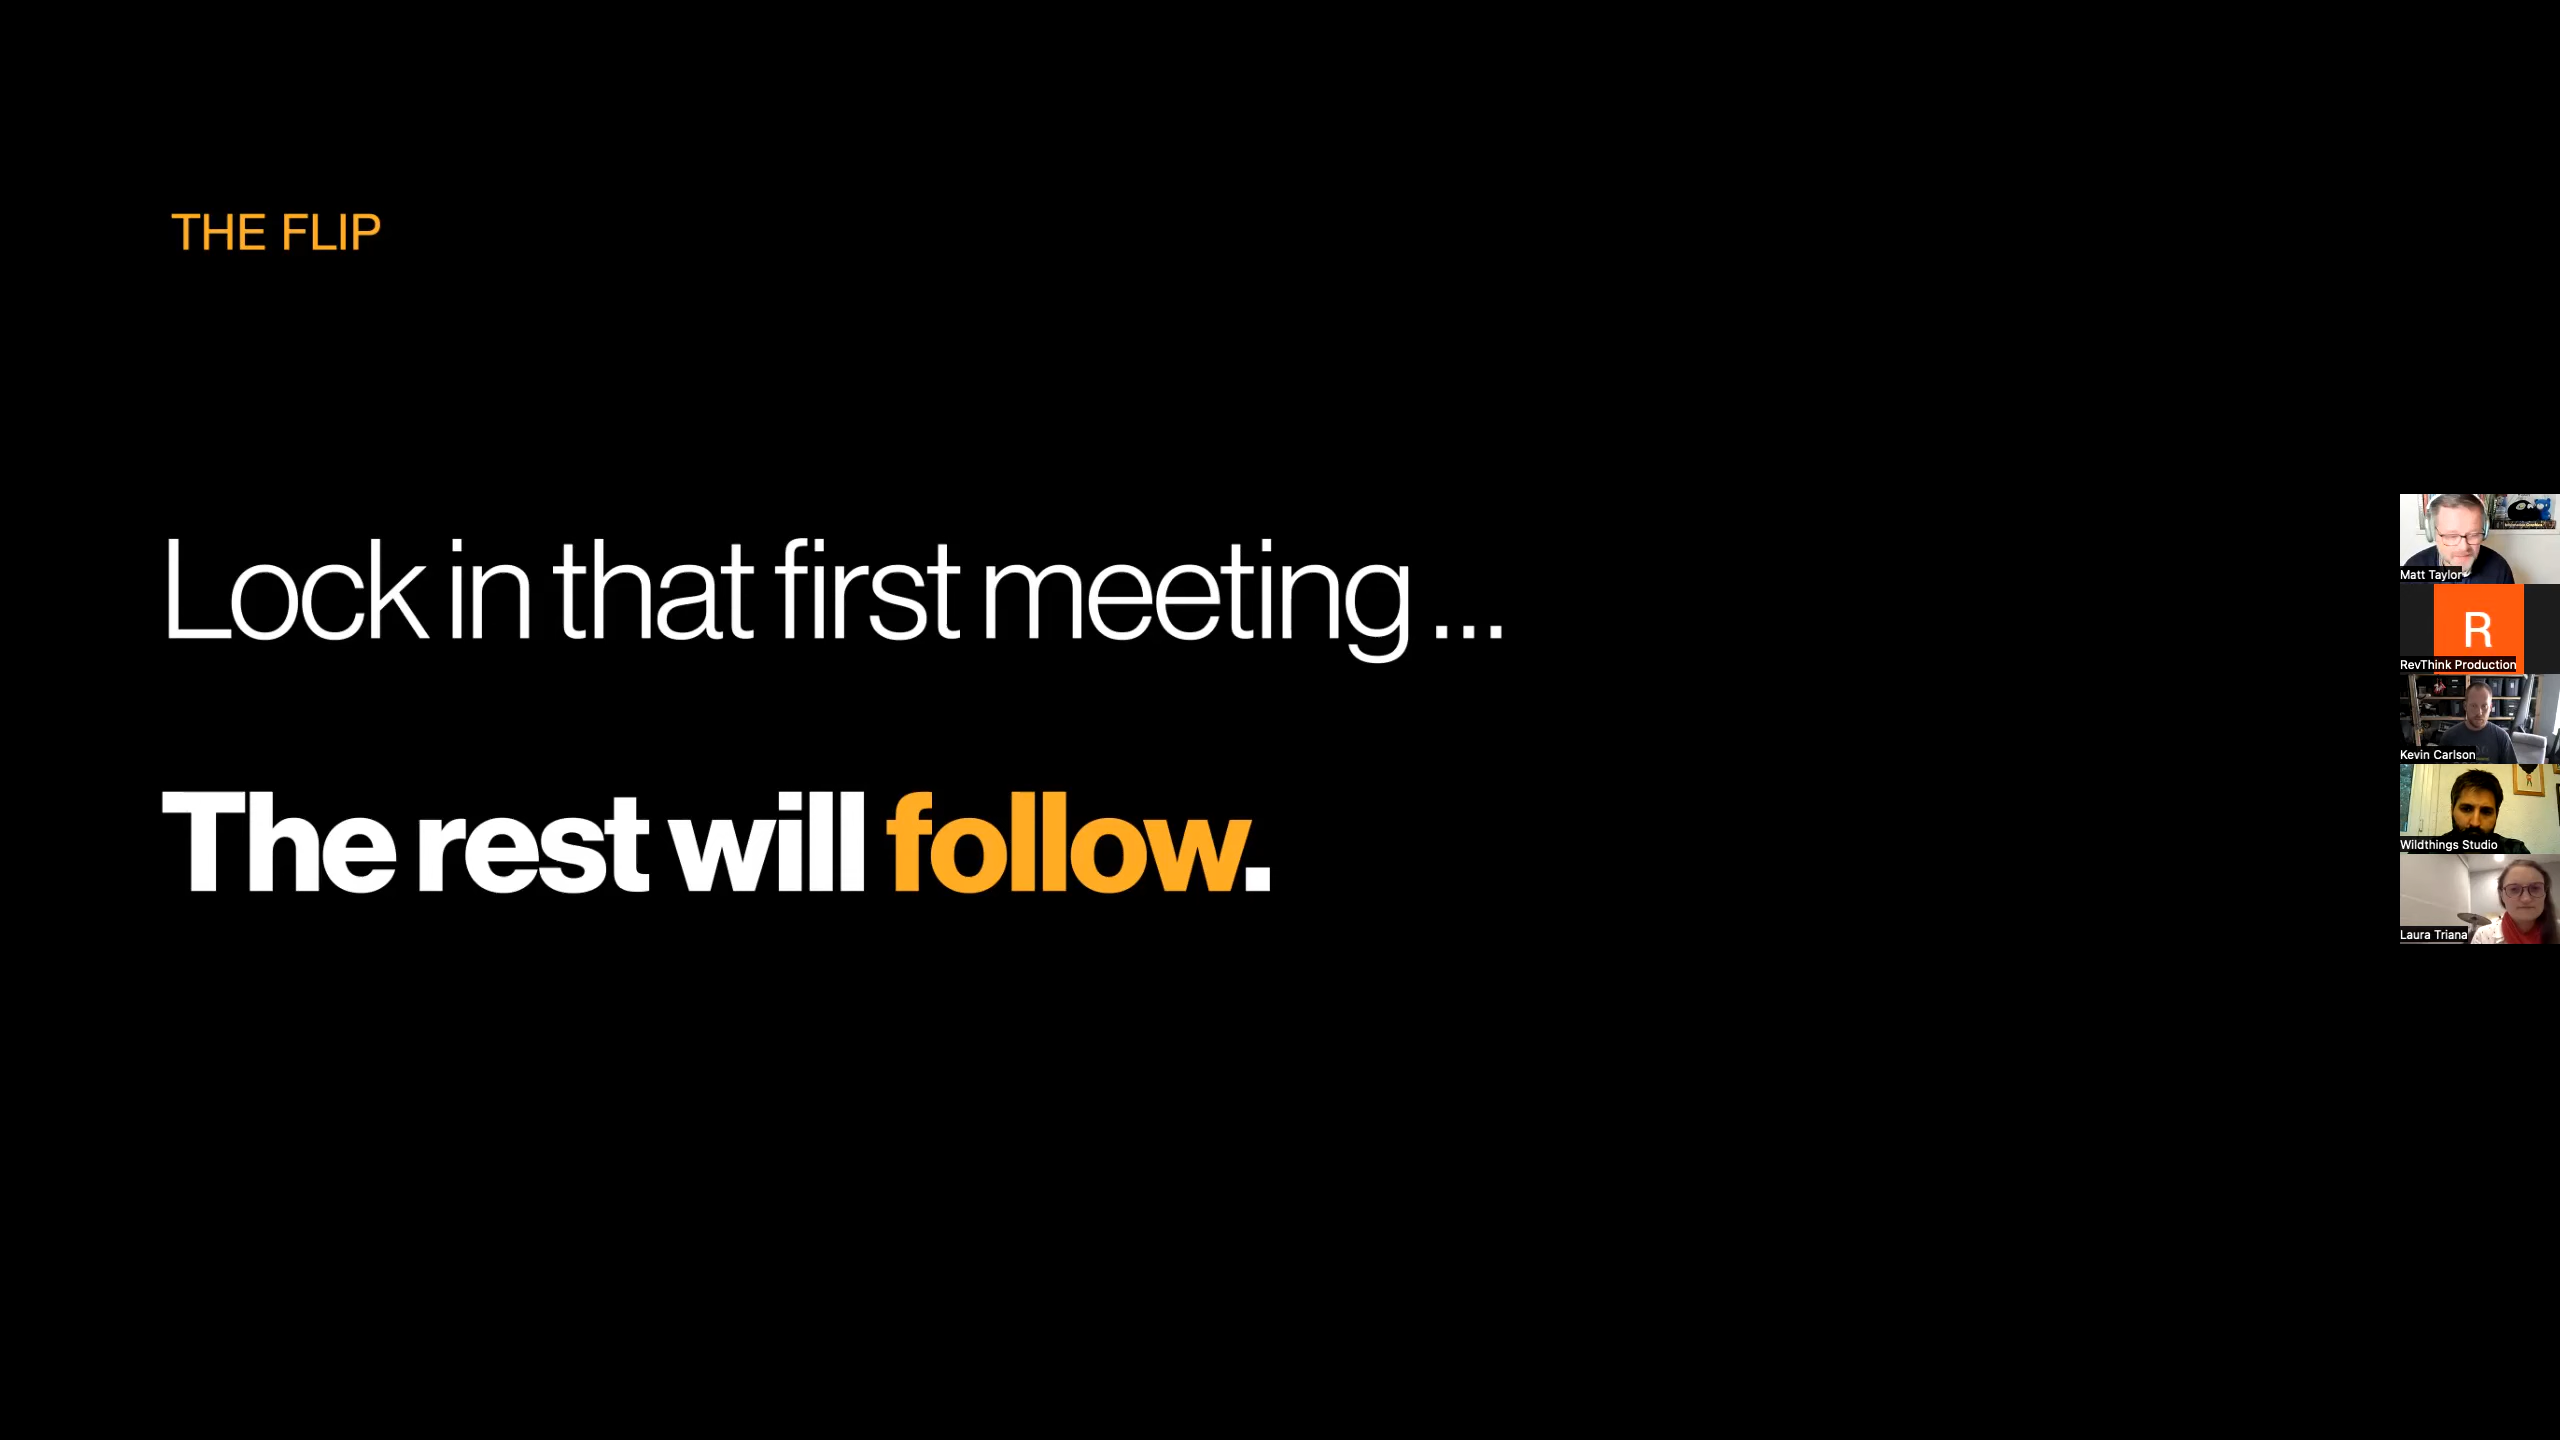 THE FLIP
Lock in that first meeting ...
The rest will follow.
Matt Taylor
R
RevThink Production
Kevin Carlson
Wildthings Studio
Laura Triana